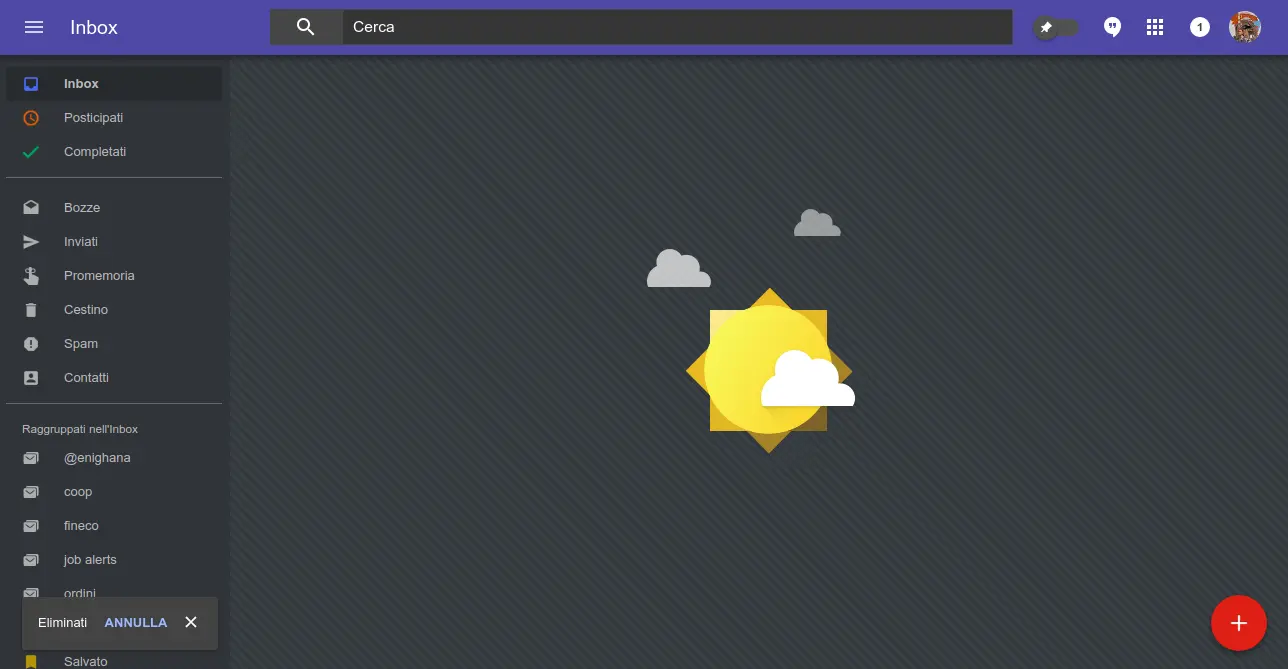 Inbox
Cerca
1
Inbox
Posticipati
Completati
Bozze
Inviati
Promemoria
Cestino
Spam
Contatti
Raggruppati nell'Inbox
@enighana
coop
fineco
job alerts
ordini
Eliminati ANNULLA
Salvato